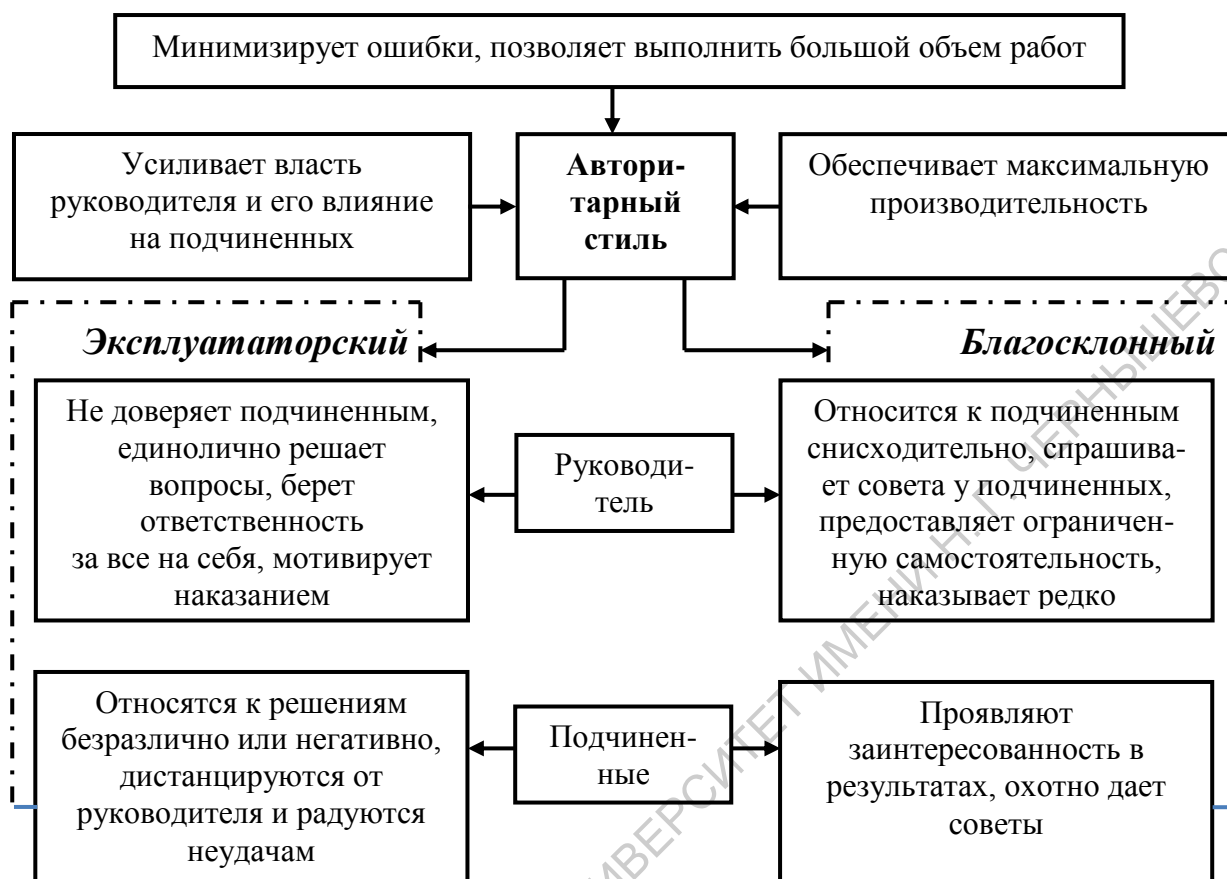 Минимизирует ошибки, позволяет выполнить большой объем работ
Усиливает власть
руководителя и его влияние
на подчиненных
Автори-
тарный
стиль
Обеспечивает максимальную
производительность
Эксплуататорский
Благосклонный
Не доверяет подчиненным,
единолично решает
вопросы, берет
ответственность
за все на себя, мотивирует
наказанием
Руководи-
тель
Относится к подчиненным
снисходительно, спрашива-
ет совета у подчиненных,
предоставляет ограничен-
ную самостоятельность,
наказывает редко
Относятся к решениям
безразлично или негативно,
дистанцируются от
руководителя и радуются
неудачам
Подчинен-
ные
Проявляют
заинтересованность в
результатах, охотно дает
советы
ИМЕНИ Н. Г.